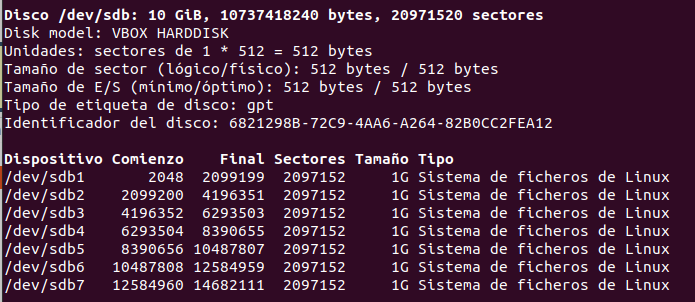 Disco /dev/sdb: 10 GiB, 10737418240 bytes, 20971520 sectores
Disk model: VBOX HARDDISK
Unidades: sectores de 1 * 512 = 512 bytes
Tamaño de sector (lógico/físico): 512 bytes / 512 bytes
Tamaño de E/S (mínimo/óptimo): 512 bytes / 512 bytes
Tipo de etiqueta de disco: gpt
Identificador del disco: 6821298B-72C9-4AA6-A264-82B0CC2FEA12

Dispositivo Comienzo    Final Sectores Tamaño Tipo
/dev/sdb1       2048  2099199  2097152     1G Sistema de ficheros de Linux
/dev/sdb2    2099200  4196351  2097152     1G Sistema de ficheros de Linux
/dev/sdb3    4196352  6293503  2097152     1G Sistema de ficheros de Linux
/dev/sdb4    6293504  8390655  2097152     1G Sistema de ficheros de Linux
/dev/sdb5    8390656 10487807  2097152     1G Sistema de ficheros de Linux
/dev/sdb6   10487808 12584959  2097152     1G Sistema de ficheros de Linux
/dev/sdb7   12584960 14682111  2097152     1G Sistema de ficheros de Linux